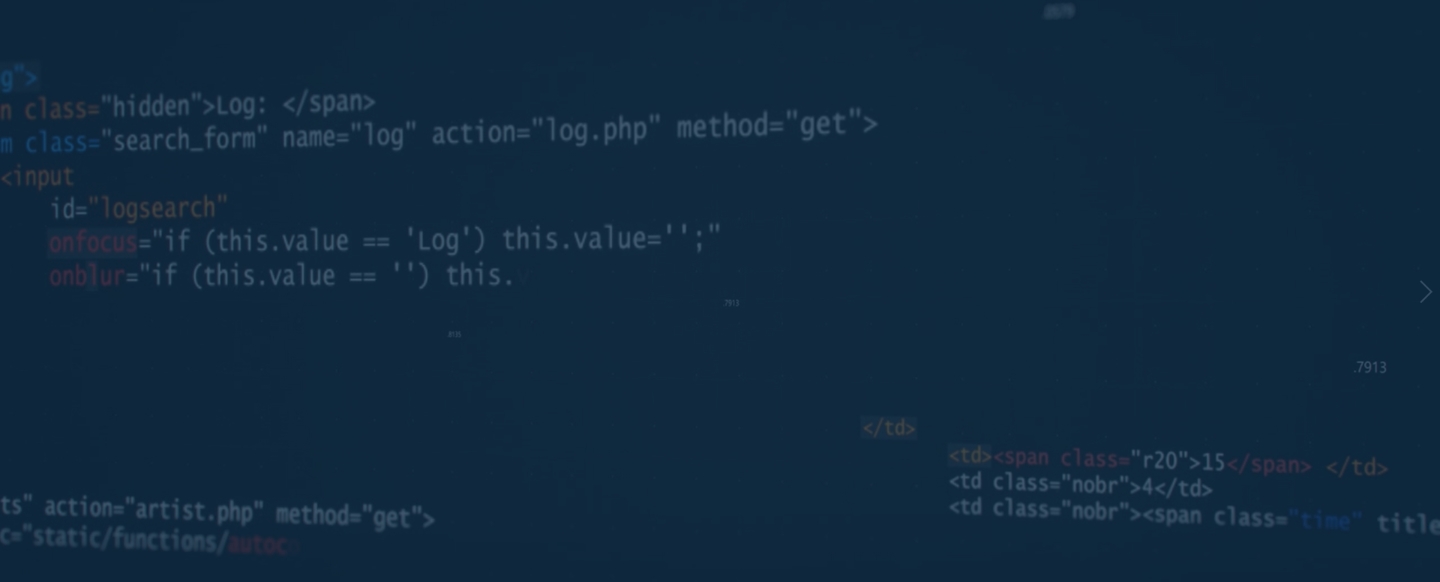 g">
n class="hidden">Log: </span>
m class="search_form" name="log" action="log.php" method="get">
<input
id="logsearch"
onfocus="if (this.value == 'Log') this.value='';"
onblur="if (this.value == '') this.
.7913
.7913
</td>
<td><span class="r20">15</span> </td>
<td class="nobr">4</td>
<td class="nobr"><span class="time" title
ts" action="artist.php" method="get">
c="static/functions/autoc